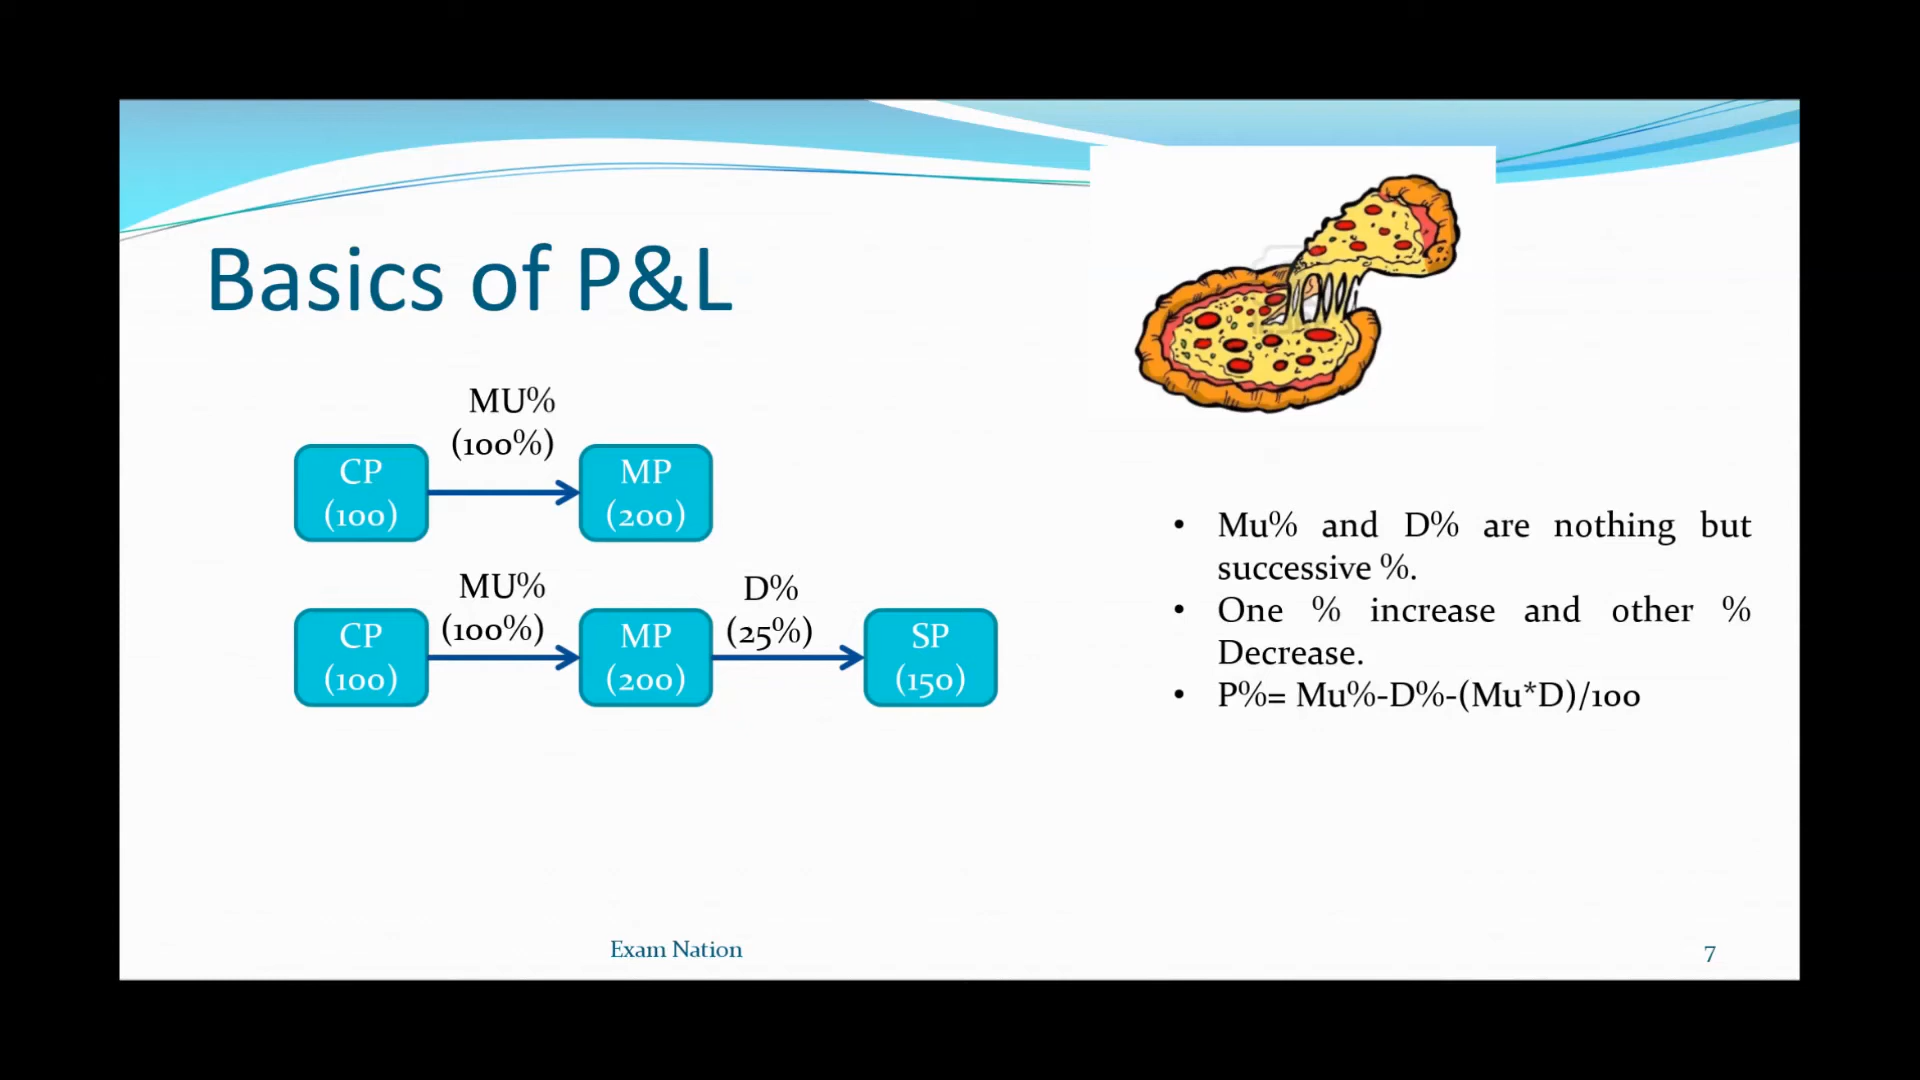 Basics of P&L
MU%
(100%)
CP
(100)
MP
(200)
MU%
(100%)
D%
(25%)
CP
(100)
MP
(200)
SP
(150)
• Mu% and D% are nothing but
successive %.
• One % increase and other %
Decrease.
• P%= Mu%-D%-(Mu*D)/100
Exam Nation
7